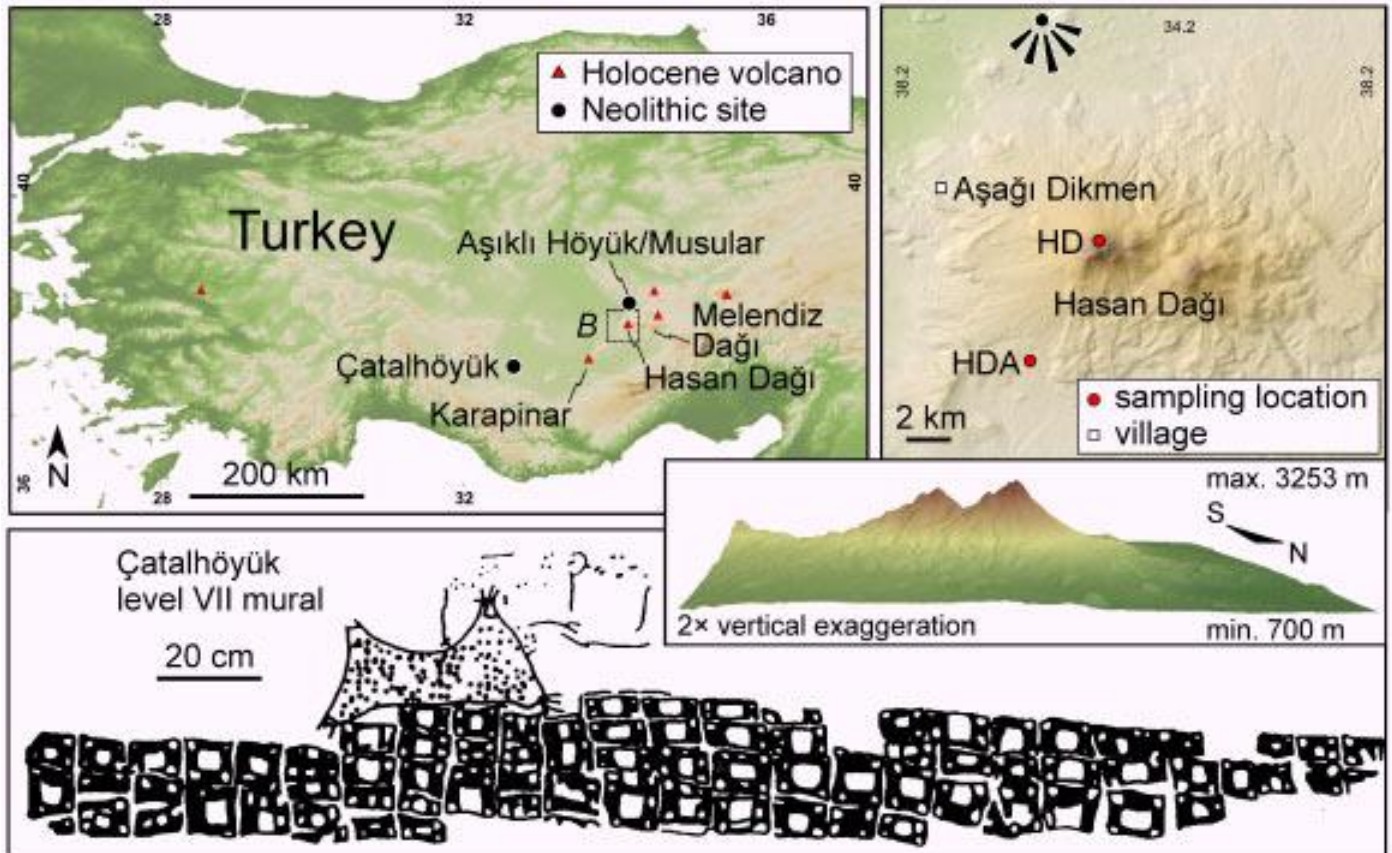 28
32
36
Holocene volcano
Neolithic site
40
40
Turkey
Aşıklı Höyük/Musular
B
Melendiz
Dağı
Çatalhöyük
Hasan Dağı
Karapinar
N
200 km
36
28
32
34.2
38.2
38.2
Aşağı Dikmen
HD
Hasan Dağı
HDA
sampling location
village
2 km
max. 3253 m
S
N
2× vertical exaggeration
min. 700 m
Çatalhöyük
level VII mural
20 cm